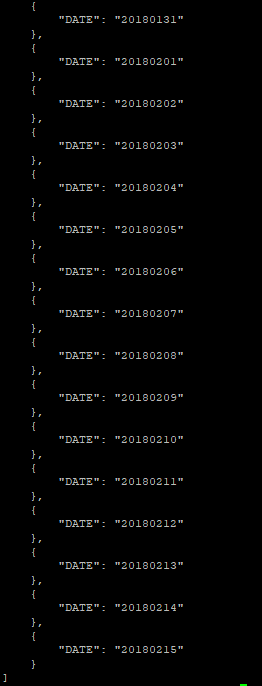 {
"DATE": "20180131"
},
{
"DATE": "20180201"
},
{
"DATE": "20180202"
},
{
"DATE": "20180203"
},
{
"DATE": "20180204"
},
{
"DATE": "20180205"
},
{
"DATE": "20180206"
},
{
"DATE": "20180207"
},
{
"DATE": "20180208"
},
{
"DATE": "20180209"
},
{
"DATE": "20180210"
},
{
"DATE": "20180211"
},
{
"DATE": "20180212"
},
{
"DATE": "20180213"
},
{
"DATE": "20180214"
},
{
"DATE": "20180215"
}
]